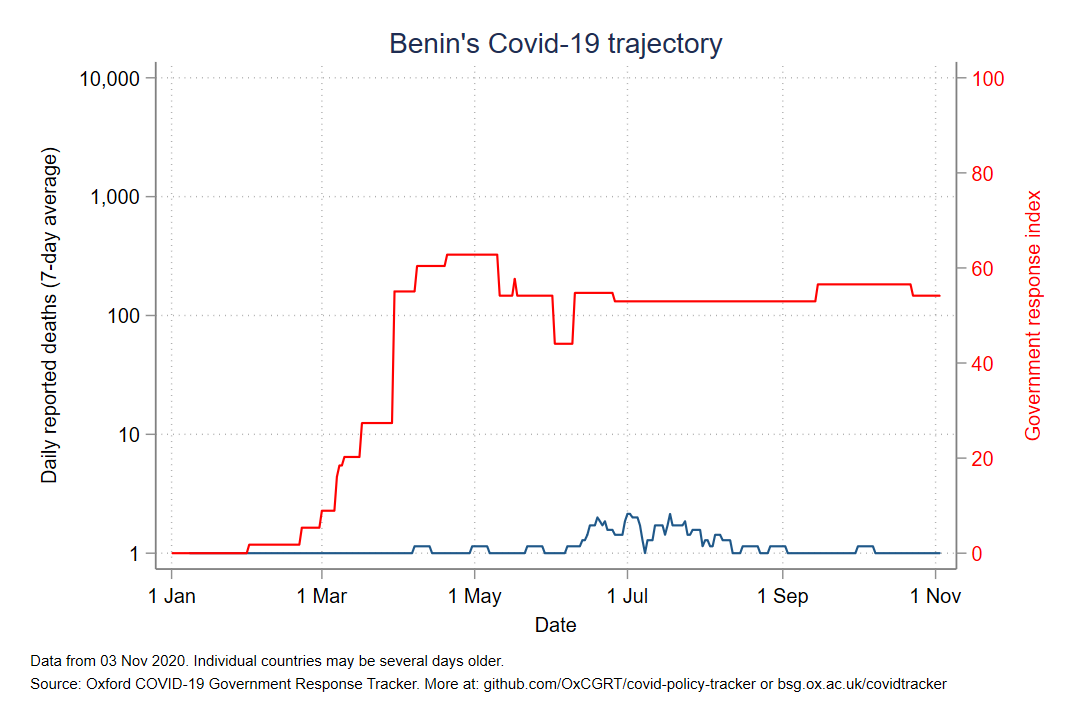 Benin's Covid-19 trajectory
Daily reported deaths (7-day average)
10,000
1,000
100
10
1
100
80
60
40
20
0
Government response index
1 Jan
1 Mar
1 May
1 Jul
1 Sep
1 Nov
Date
Data from 03 Nov 2020. Individual countries may be several days older.
Source: Oxford COVID-19 Government Response Tracker. More at: github.com/OxCGRT/covid-policy-tracker or bsg.ox.ac.uk/covidtracker